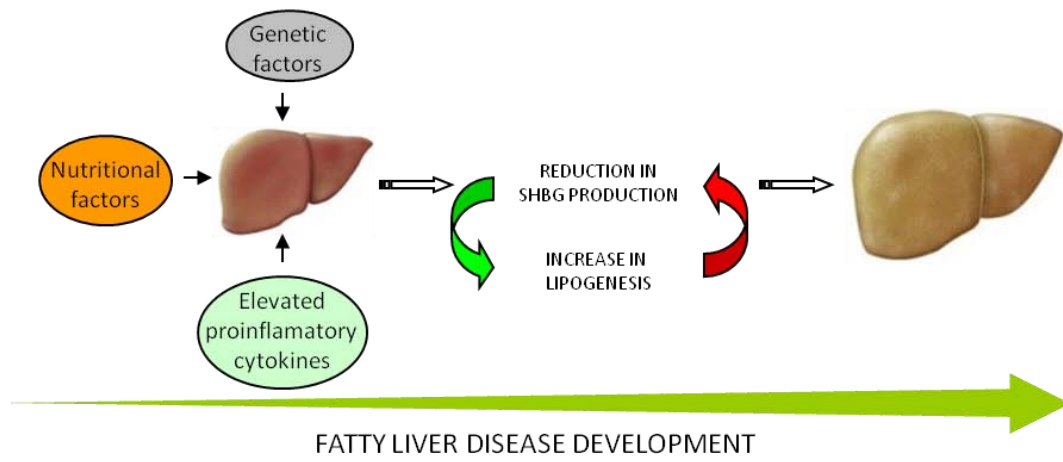 Genetic
factors
Nutritional
factors
Elevated
proinflamatory
cytokines
REDUCTION IN
SHBG PRODUCTION
INCREASE IN
LIPOGENESIS
FATTY LIVER DISEASE DEVELOPMENT